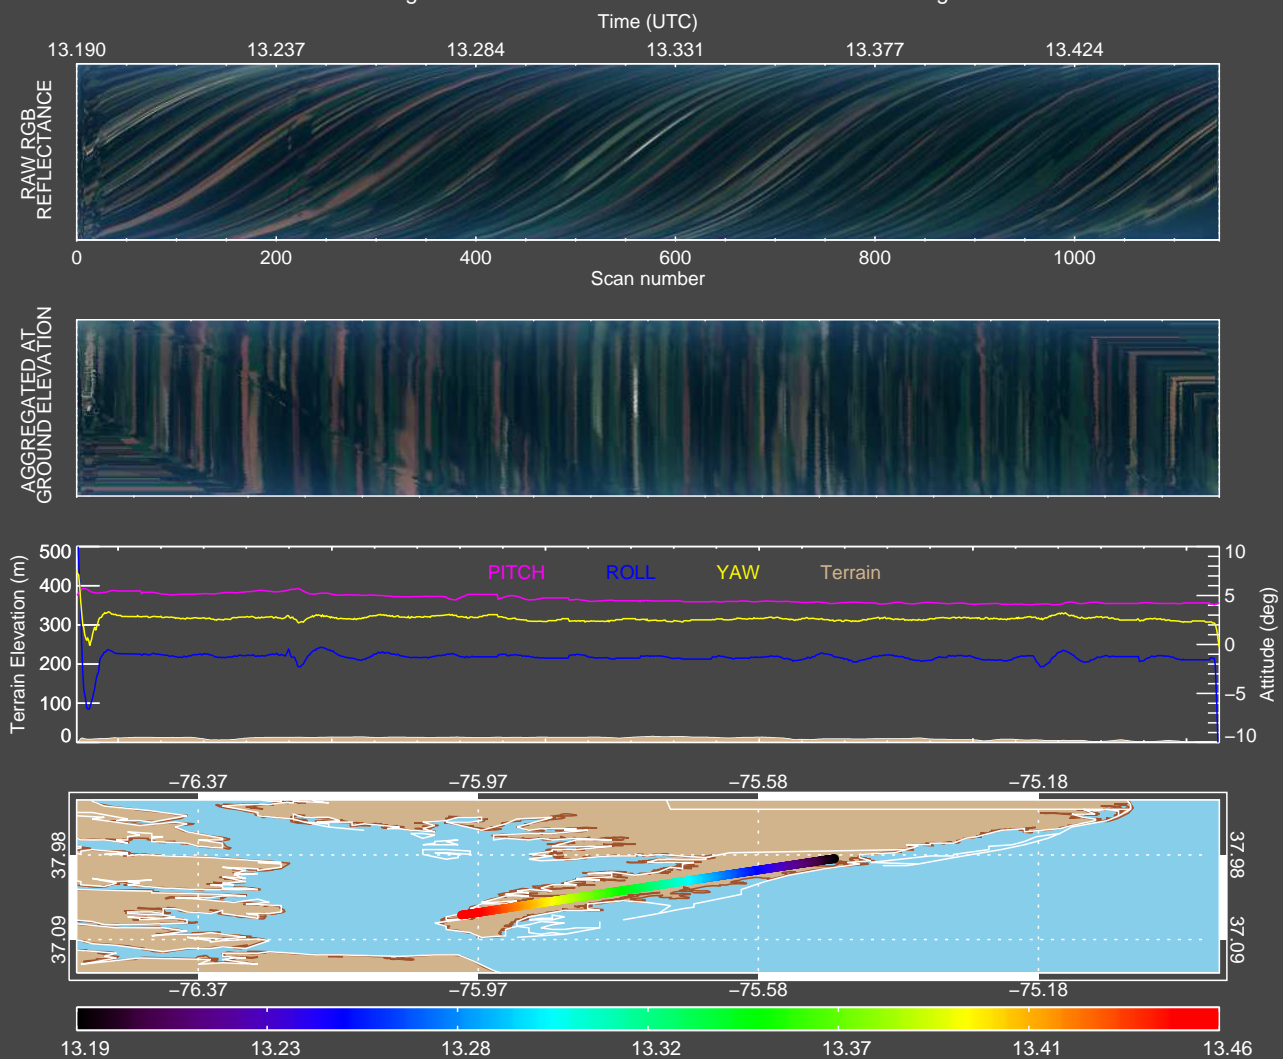 Time (UTC)
13.190 13.237 13.284 13.331 13.377 13.424
RAW RGB
REFLECTANCE
0 200 400 600 800 1000
Scan number
AGGREGATED AT
GROUND ELEVATION
Terrain Elevation (m)
500
400
300
200
100
0
PITCH ROLL YAW Terrain
10
5
0
−5
−10
Attitude (deg)
−76.37 −75.97 −75.58 −75.18
37.98
37.09
37.98
37.09
−76.37 −75.97 −75.58 −75.18
13.19 13.23 13.28 13.32 13.37 13.41 13.46